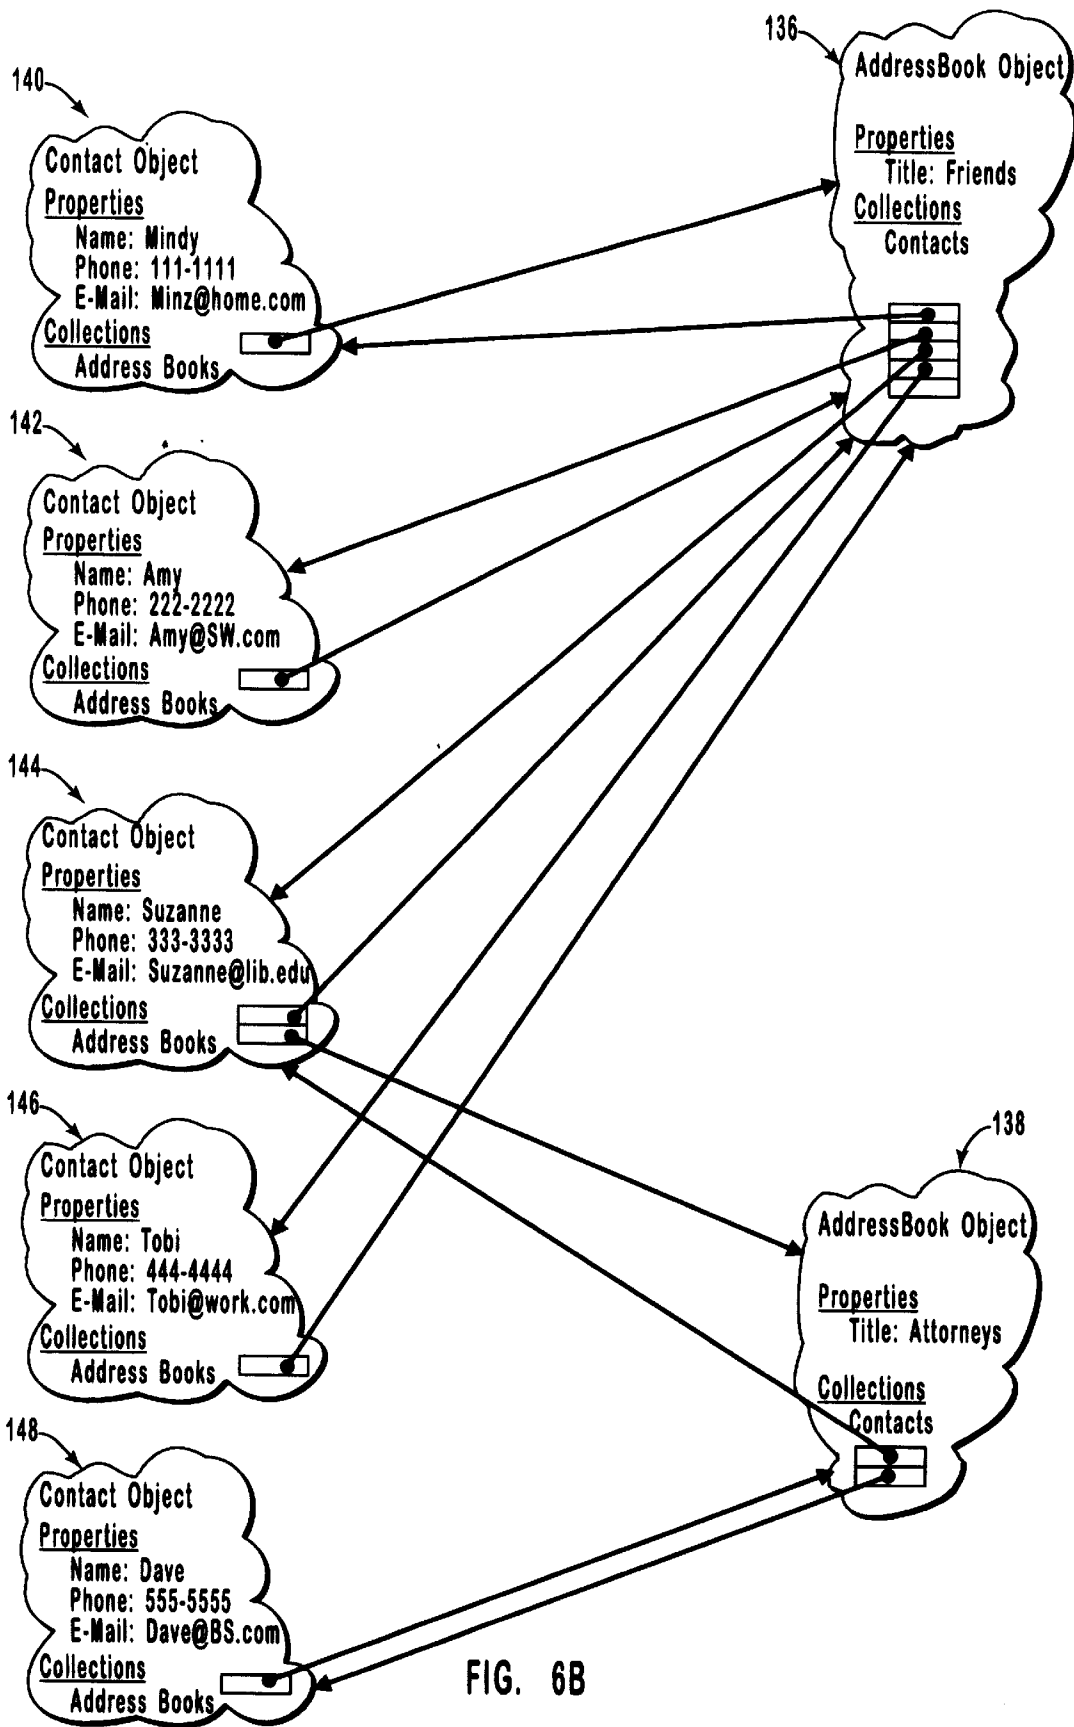 136
AddressBook Object
Properties
Title: Friends
Collections
Contacts
140
Contact Object
Properties
Name: Mindy
Phone: 111-1111
E-Mail: Minz@home.com
Collections
Address Books
142
Contact Object
Properties
Name: Amy
Phone: 222-2222
E-Mail: Amy@SW.com
Collections
Address Books
144
Contact Object
Properties
Name: Suzanne
Phone: 333-3333
E-Mail: Suzanne@lib.edu
Collections
Address Books
146
Contact Object
Properties
Name: Tobi
Phone: 444-4444
E-Mail: Tobi@work.com
Collections
Address Books
138
AddressBook Object
Properties
Title: Attorneys
Collections
Contacts
148
Contact Object
Properties
Name: Dave
Phone: 555-5555
E-Mail: Dave@BS.com
Collections
Address Books
FIG. 6B